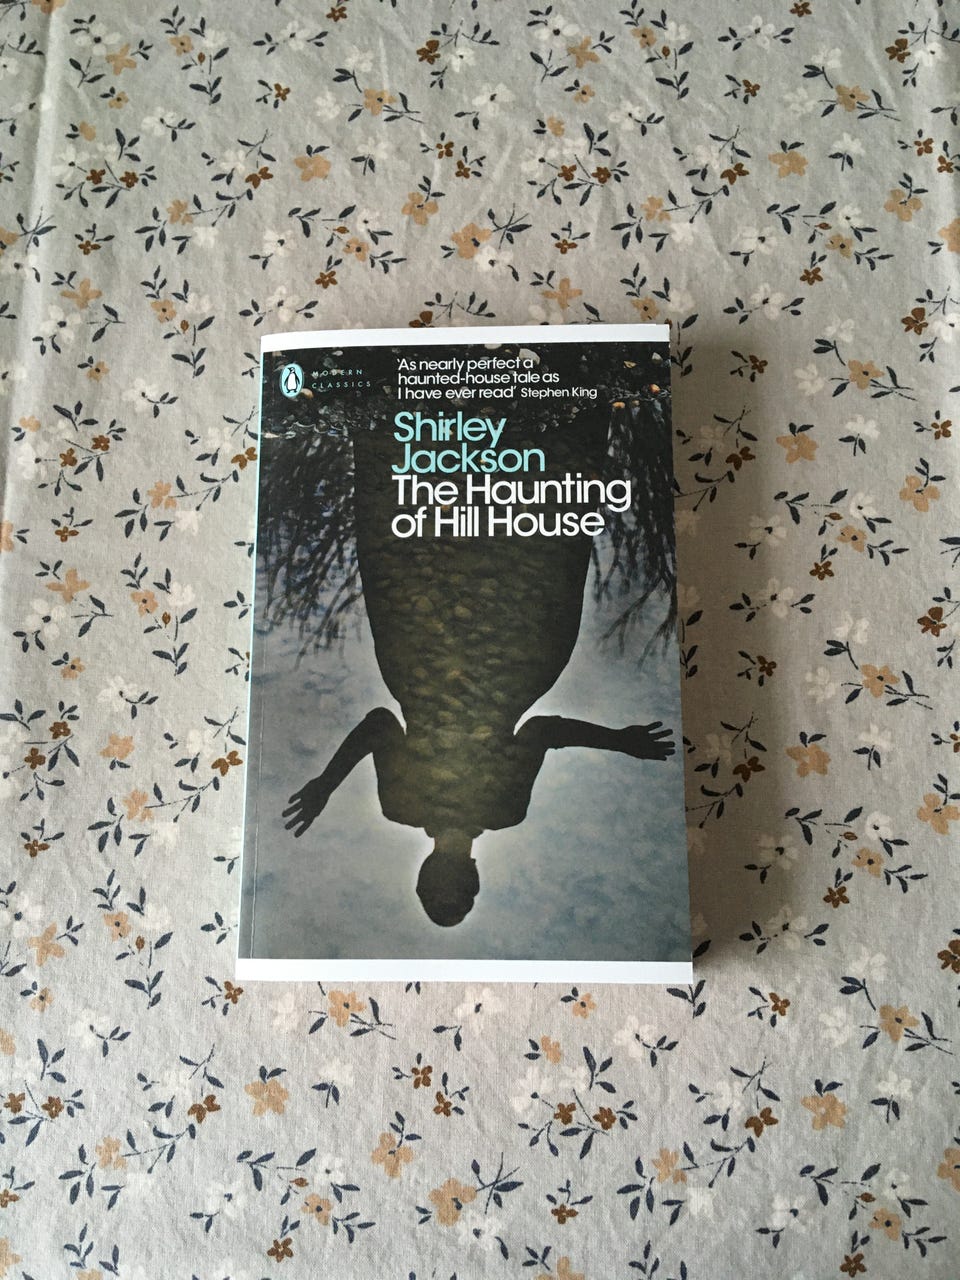 MODERN
CLASSICS
'As nearly perfect a
haunted-house tale as
I have ever read' Stephen King
Shirley
Jackson
The Haunting
of Hill House